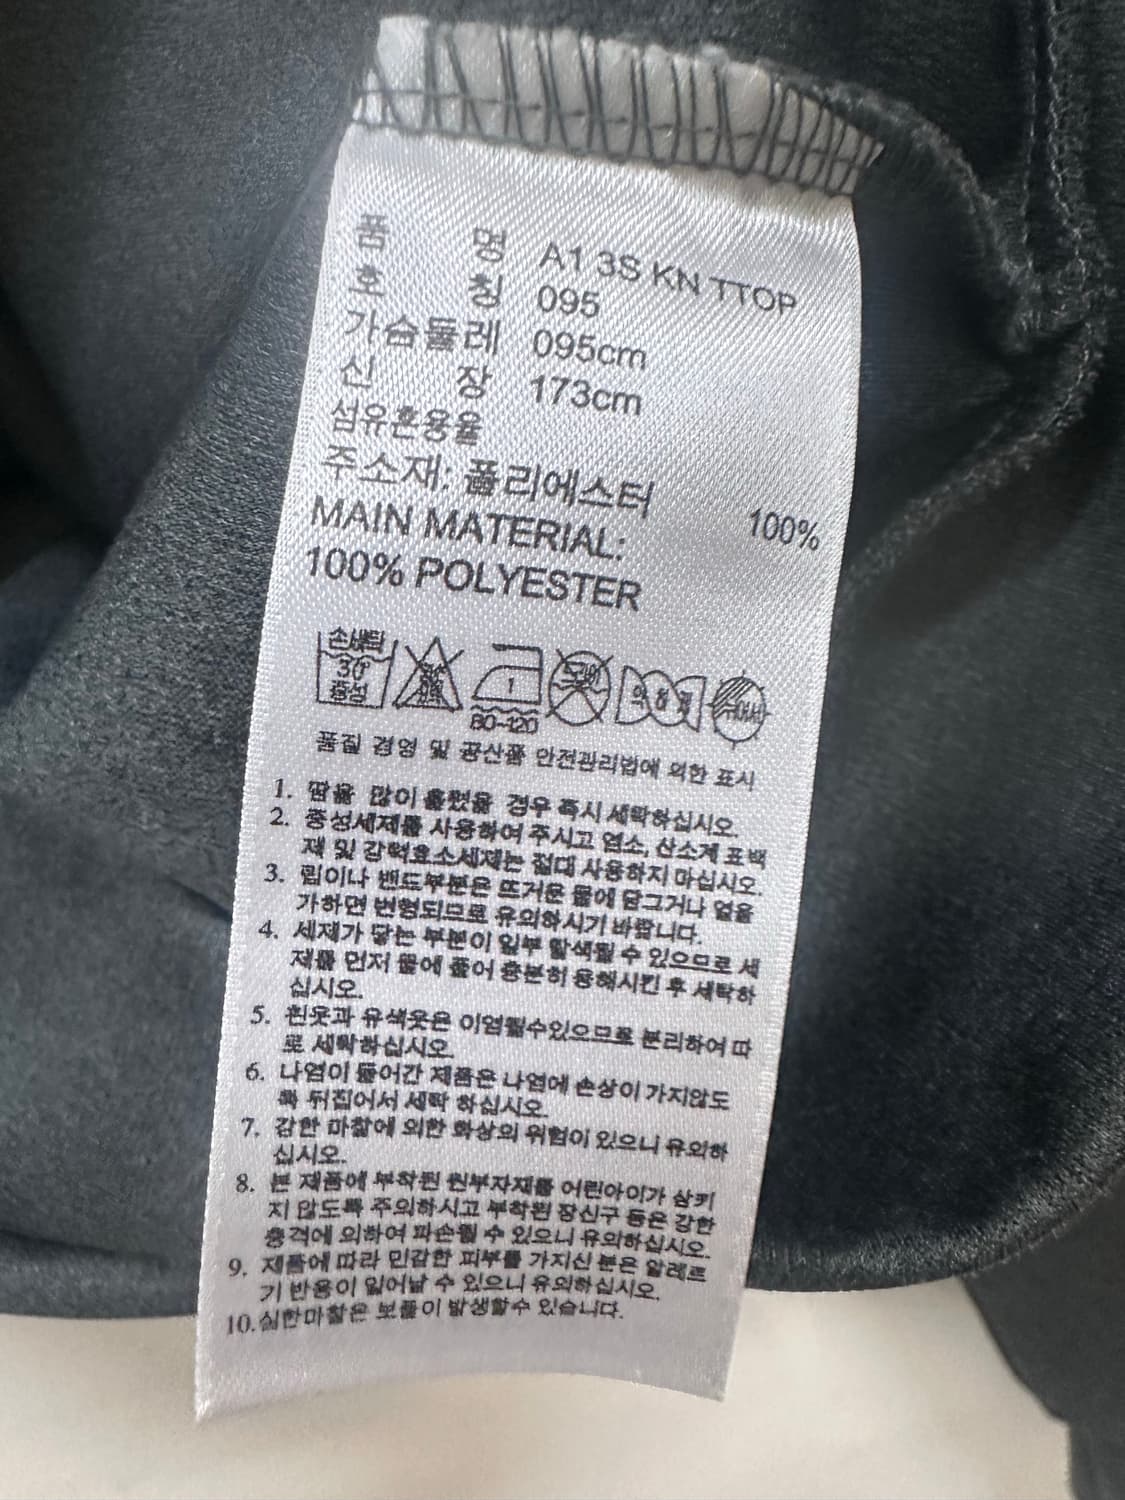 품 명 A1 3S KN TTOP
호 칭 095
가슴둘레 095cm
신 장 173cm
섬유혼용율
주소재: 폴리에스터 100%
MAIN MATERIAL:
100% POLYESTER
손세탁 30° 중성
80~120
품질 경영 및 공산품 안전관리법에 의한 표시
1. 땀을 많이 흘렸을 경우 즉시 세탁하십시오.
2. 중성세제를 사용하여 주시고 염소, 산소계 표백
제 및 강력효소세제는 절대 사용하지 마십시오.
3. 립이나 밴드부분은 뜨거운 물에 담그거나 열을
가하면 변형되므로 유의하시기 바랍니다.
4. 세제가 닿는 부분이 일부 탈색될 수 있으므로 세
제를 먼저 물에 풀어 충분히 용해시킨 후 세탁하
십시오.
5. 흰옷과 유색옷은 이염될수있으므로 분리하여 따
로 세탁하십시오.
6. 나염이 들어간 제품은 나염에 손상이 가지않도
록 뒤집어서 세탁 하십시오.
7. 강한 마찰에 의한 화상의 위험이 있으니 유의하
십시오.
8. 본 제품에 부착된 원부자재를 어린아이가 삼키
지 않도록 주의하시고 부착된 장신구 등은 강한
충격에 의하여 파손될 수 있으니 유의하십시오.
9. 제품에 따라 민감한 피부를 가지신 분은 알레르
기 반응이 일어날 수 있으니 유의하십시오.
10.심한마찰은 보풀이 발생할수 있습니다.